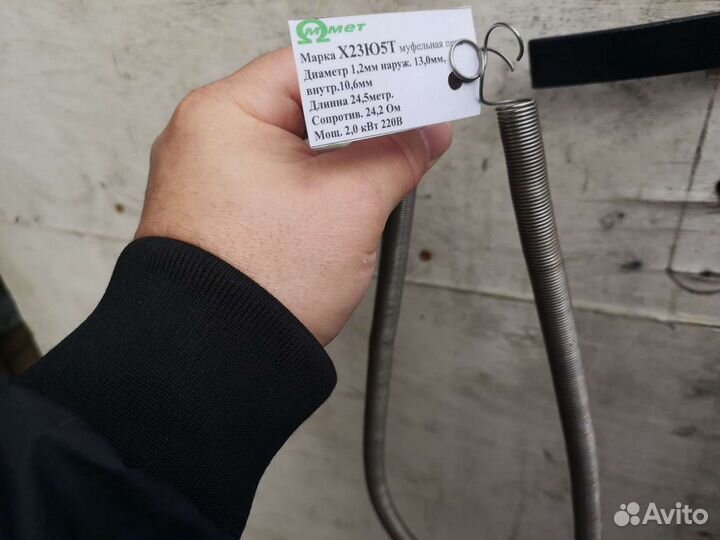 ммет
Марка Х23Ю5Т муфельная
Диаметр 1,2мм наруж. 13,0мм,
внутр.10,6мм
Длинна 24,5метр.
Сопротив. 24,2 Ом
Мощ. 2,0 кВт 220В
Avito